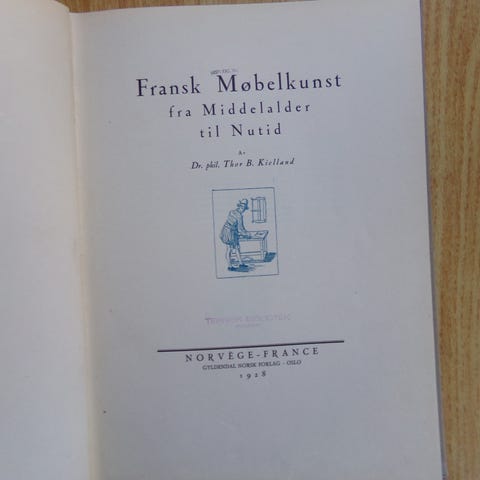 Fransk Møbelkunst
fra Middelalder
til Nutid
Av
Dr. phil. Thor B. Kielland
NORVÈGE-FRANCE
GYLDENDAL NORSK FORLAG - OSLO
1928